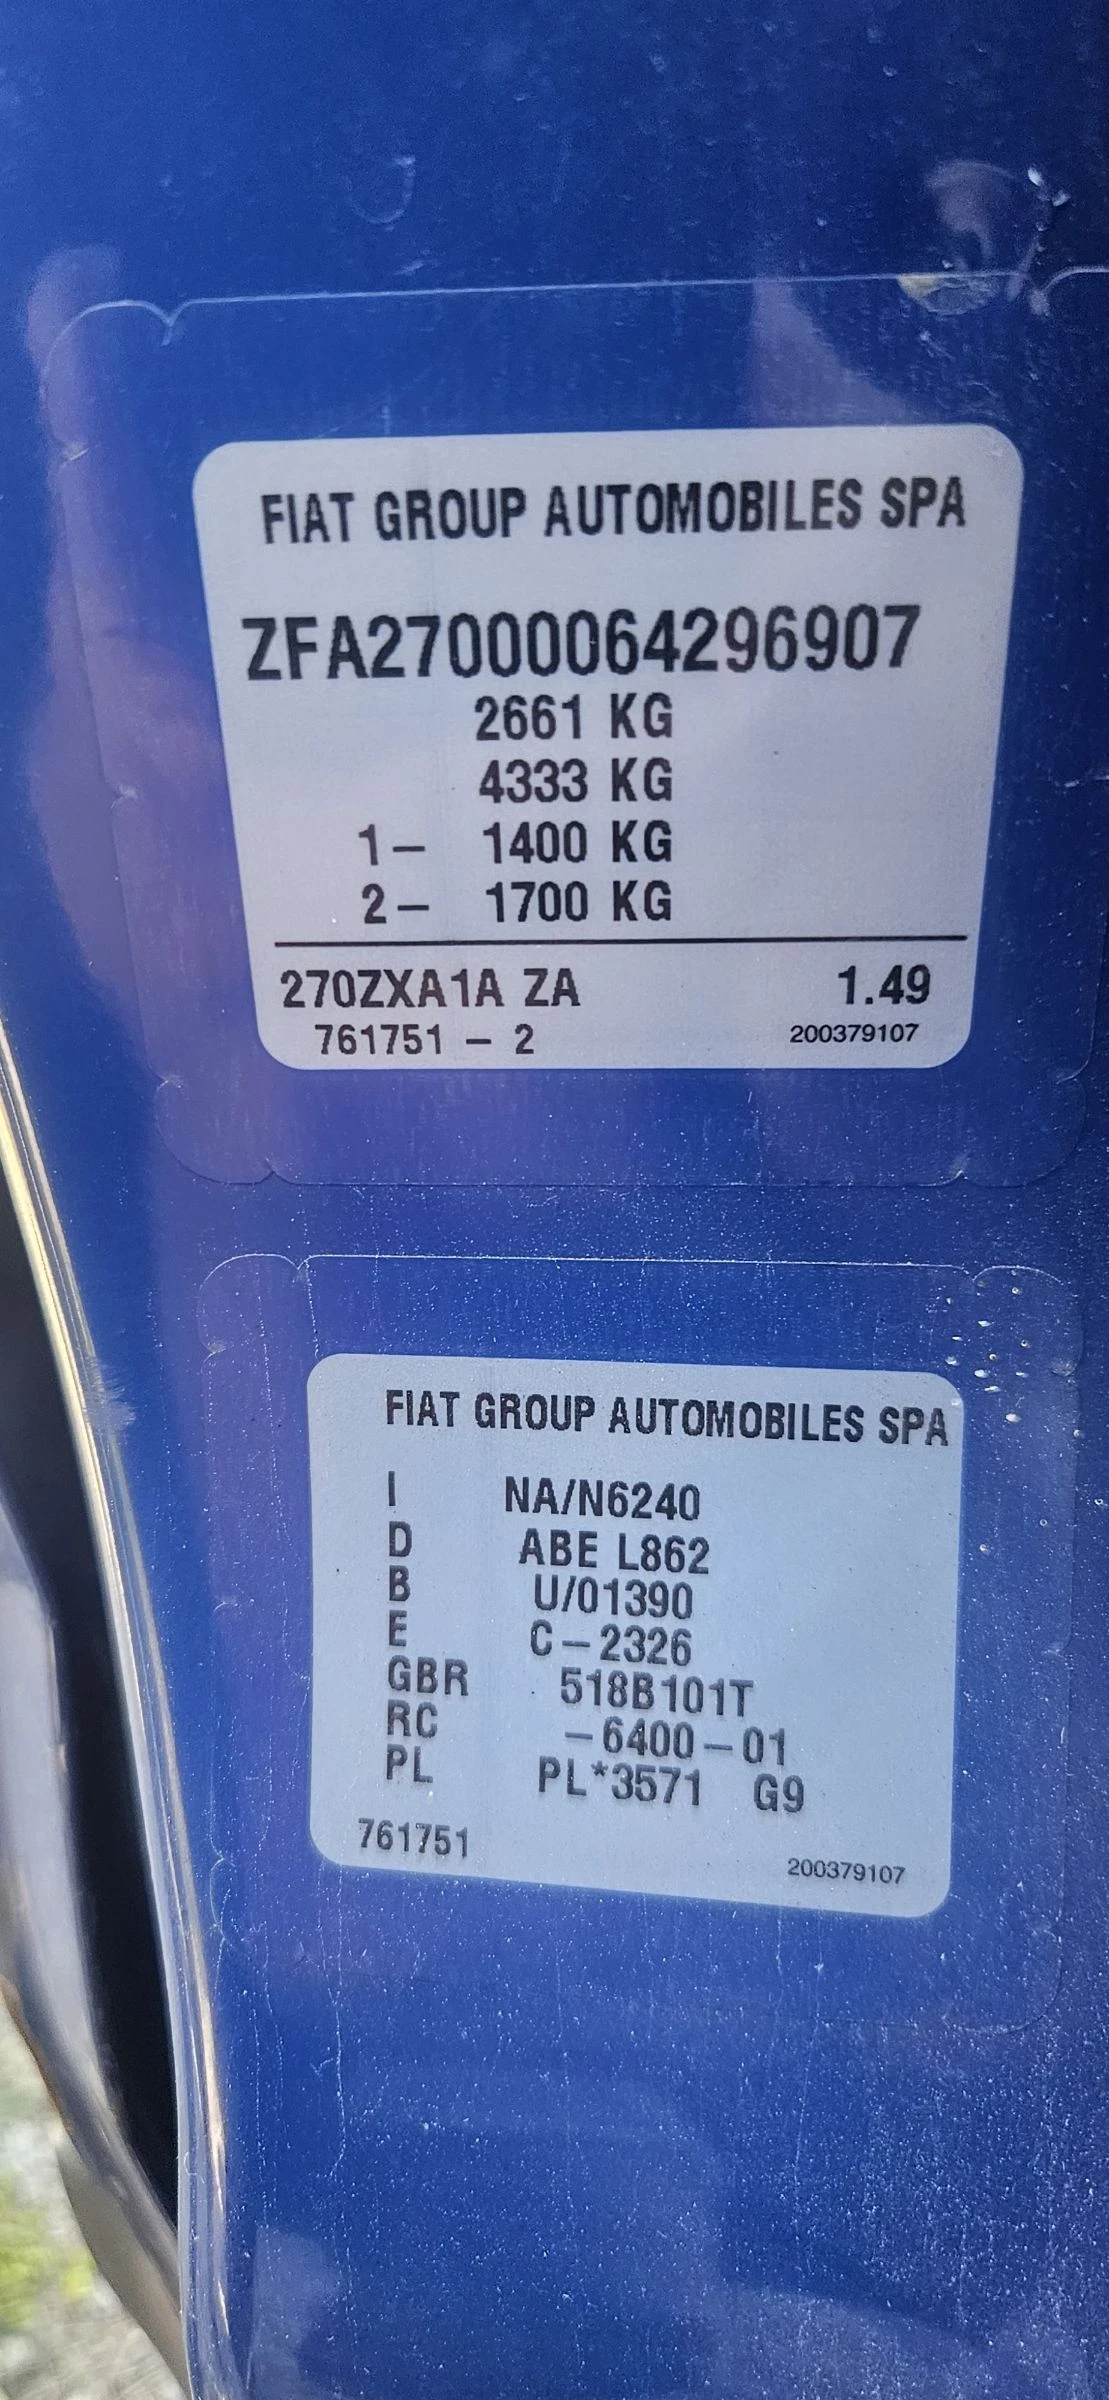 FIAT GROUP AUTOMOBILES SPA
ZFA27000064296907
2661 KG
4333 KG
1– 1400 KG
2– 1700 KG
270ZXA1A ZA 1.49
761751 – 2 200379107
FIAT GROUP AUTOMOBILES SPA
I NA/N6240
D ABE L862
B U/01390
E C–2326
GBR 518B101T
RC –6400–01
PL PL*3571 G9
761751 200379107